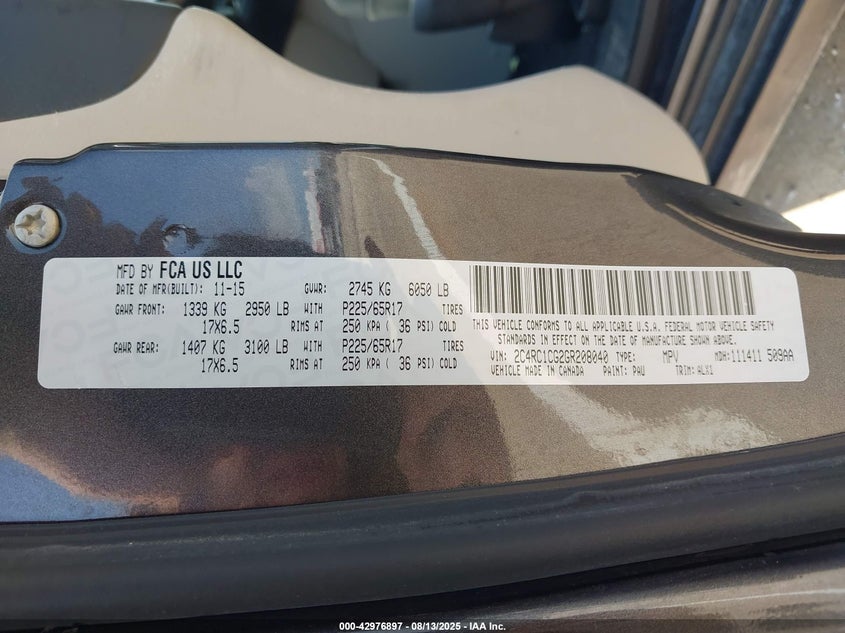 MFD BY FCA US LLC
DATE OF MFR(BUILT): 11-15 GVWR: 2745 KG 6050 LB
GAWR FRONT: 1339 KG 2950 LB WITH P225/65R17 TIRES
17X6.5 RIMS AT 250 KPA ( 36 PSI) COLD
GAWR REAR: 1407 KG 3100 LB WITH P225/65R17 TIRES
17X6.5 RIMS AT 250 KPA ( 36 PSI) COLD
THIS VEHICLE CONFORMS TO ALL APPLICABLE U.S.A. FEDERAL MOTOR VEHICLE SAFETY
STANDARDS IN EFFECT ON THE DATE OF MANUFACTURE SHOWN ABOVE.
VIN: 2C4RC1CG2GR208040 TYPE: MPV MDH: 111411 509AA
VEHICLE MADE IN CANADA PAINT: PAU TRIM: ALX1
000-42976897 - 08/13/2025 - IAA Inc.